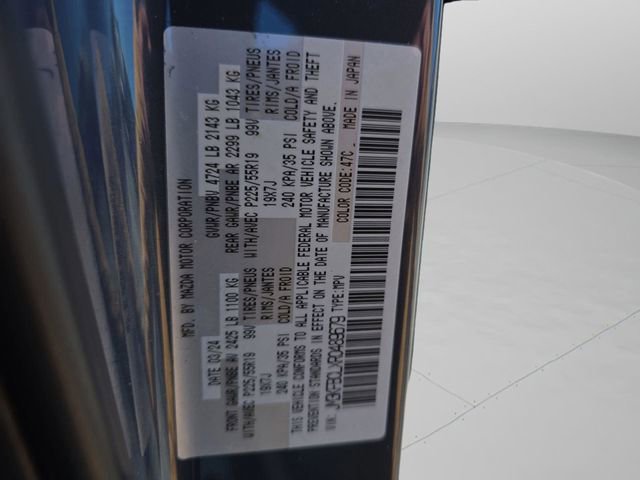 MFD. BY MAZDA MOTOR CORPORATION
DATE 03/24 GVWR/PNBV 4724 LB 2143 KG
FRONT GAWR/PNBE AV 2425 LB 1100 KG REAR GAWR/PNBE AR 2299 LB 1043 KG
WITH/AVEC P225/55R19 99V TIRES/PNEUS WITH/AVEC P225/55R19 99V TIRES/PNEUS
19X7J RIMS/JANTES 19X7J RIMS/JANTES
240 KPA/35 PSI COLD/A FROID 240 KPA/35 PSI COLD/A FROID
THIS VEHICLE CONFORMS TO ALL APPLICABLE FEDERAL MOTOR VEHICLE SAFETY AND THEFT
PREVENTION STANDARDS IN EFFECT ON THE DATE OF MANUFACTURE SHOWN ABOVE.
COLOR CODE:47C_ MADE IN JAPAN
TYPE:MPV